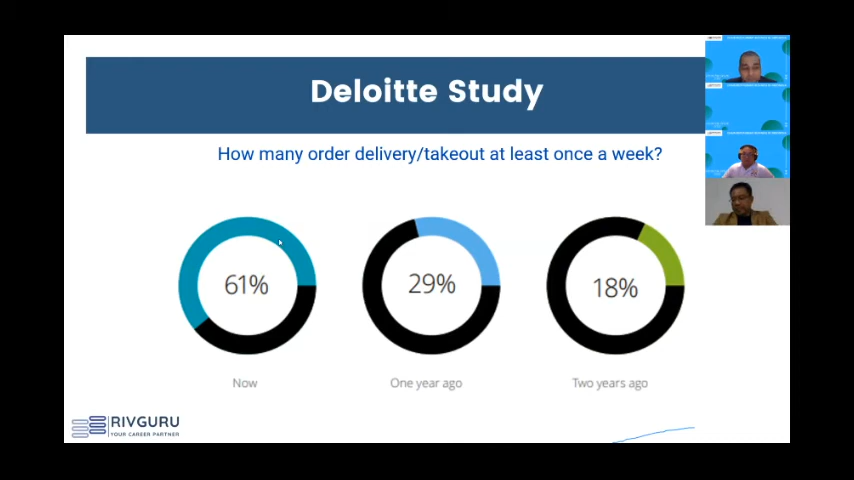 Deloitte Study
How many order delivery/takeout at least once a week?
61%
29%
18%
Now
One year ago
Two years ago
RIVGURU
YOUR CAREER PARTNER